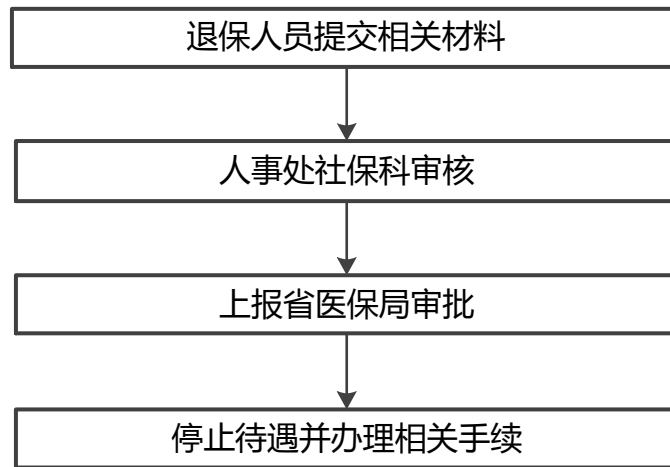 退保人员提交相关材料
人事处社保科审核
上报省医保局审批
停止待遇并办理相关手续